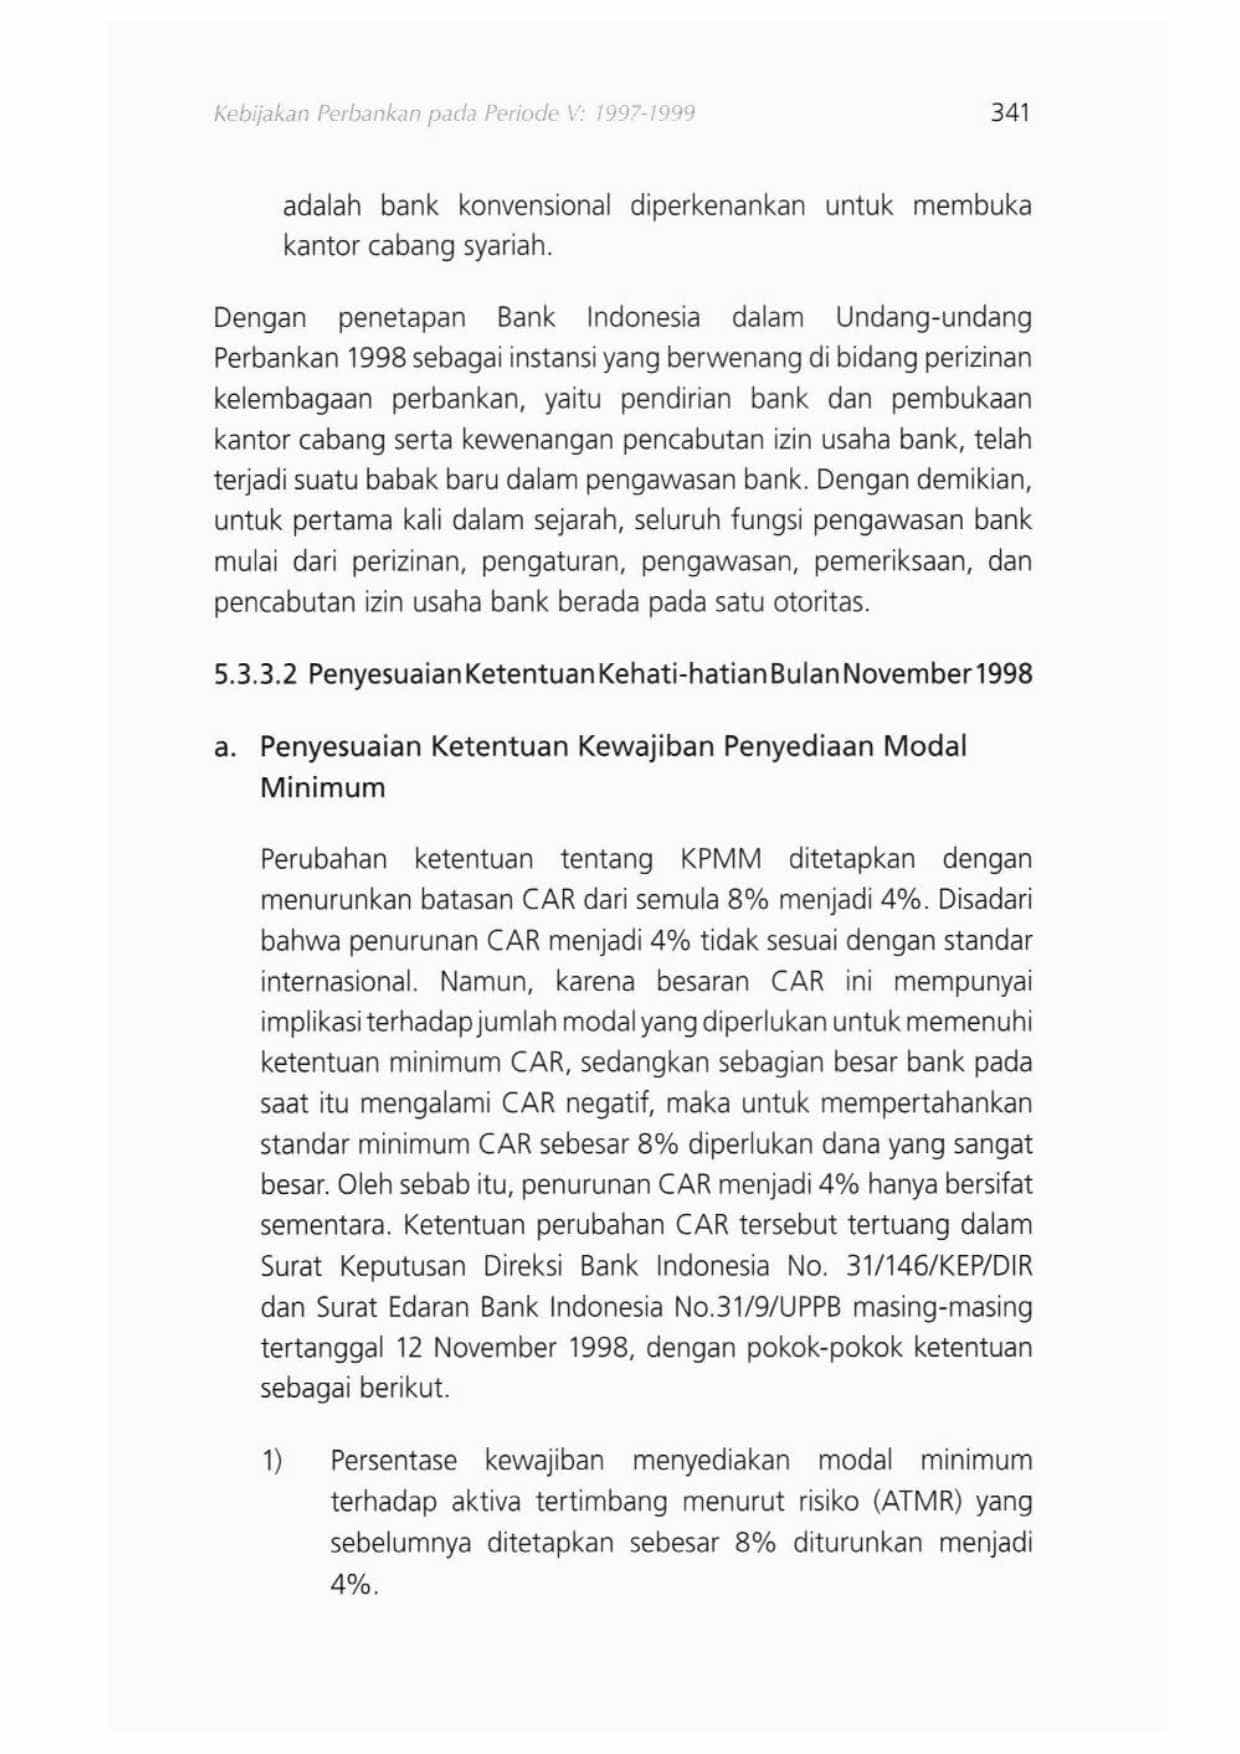 Kebijakan Perbankan pada Periode V: 1997-1999
341
adalah bank konvensional diperkenankan untuk membuka
kantor cabang syariah.
Dengan penetapan Bank Indonesia dalam Undang-undang
Perbankan 1998 sebagai instansi yang berwenang di bidang perizinan
kelembagaan perbankan, yaitu pendirian bank dan pembukaan
kantor cabang serta kewenangan pencabutan izin usaha bank, telah
terjadi suatu babak baru dalam pengawasan bank. Dengan demikian,
untuk pertama kali dalam sejarah, seluruh fungsi pengawasan bank
mulai dari perizinan, pengaturan, pengawasan, pemeriksaan, dan
pencabutan izin usaha bank berada pada satu otoritas.
5.3.3.2 Penyesuaian Ketentuan Kehati-hatian Bulan November 1998
a. Penyesuaian Ketentuan Kewajiban Penyediaan Modal
Minimum
Perubahan ketentuan tentang KPMM ditetapkan dengan
menurunkan batasan CAR dari semula 8% menjadi 4%. Disadari
bahwa penurunan CAR menjadi 4% tidak sesuai dengan standar
internasional. Namun, karena besaran CAR ini mempunyai
implikasi terhadap jumlah modal yang diperlukan untuk memenuhi
ketentuan minimum CAR, sedangkan sebagian besar bank pada
saat itu mengalami CAR negatif, maka untuk mempertahankan
standar minimum CAR sebesar 8% diperlukan dana yang sangat
besar. Oleh sebab itu, penurunan CAR menjadi 4% hanya bersifat
sementara. Ketentuan perubahan CAR tersebut tertuang dalam
Surat Keputusan Direksi Bank Indonesia No. 31/146/KEP/DIR
dan Surat Edaran Bank Indonesia No.31/9/UPPB masing-masing
tertanggal 12 November 1998, dengan pokok-pokok ketentuan
sebagai berikut.
1) Persentase kewajiban menyediakan modal minimum
terhadap aktiva tertimbang menurut risiko (ATMR) yang
sebelumnya ditetapkan sebesar 8% diturunkan menjadi
4%.